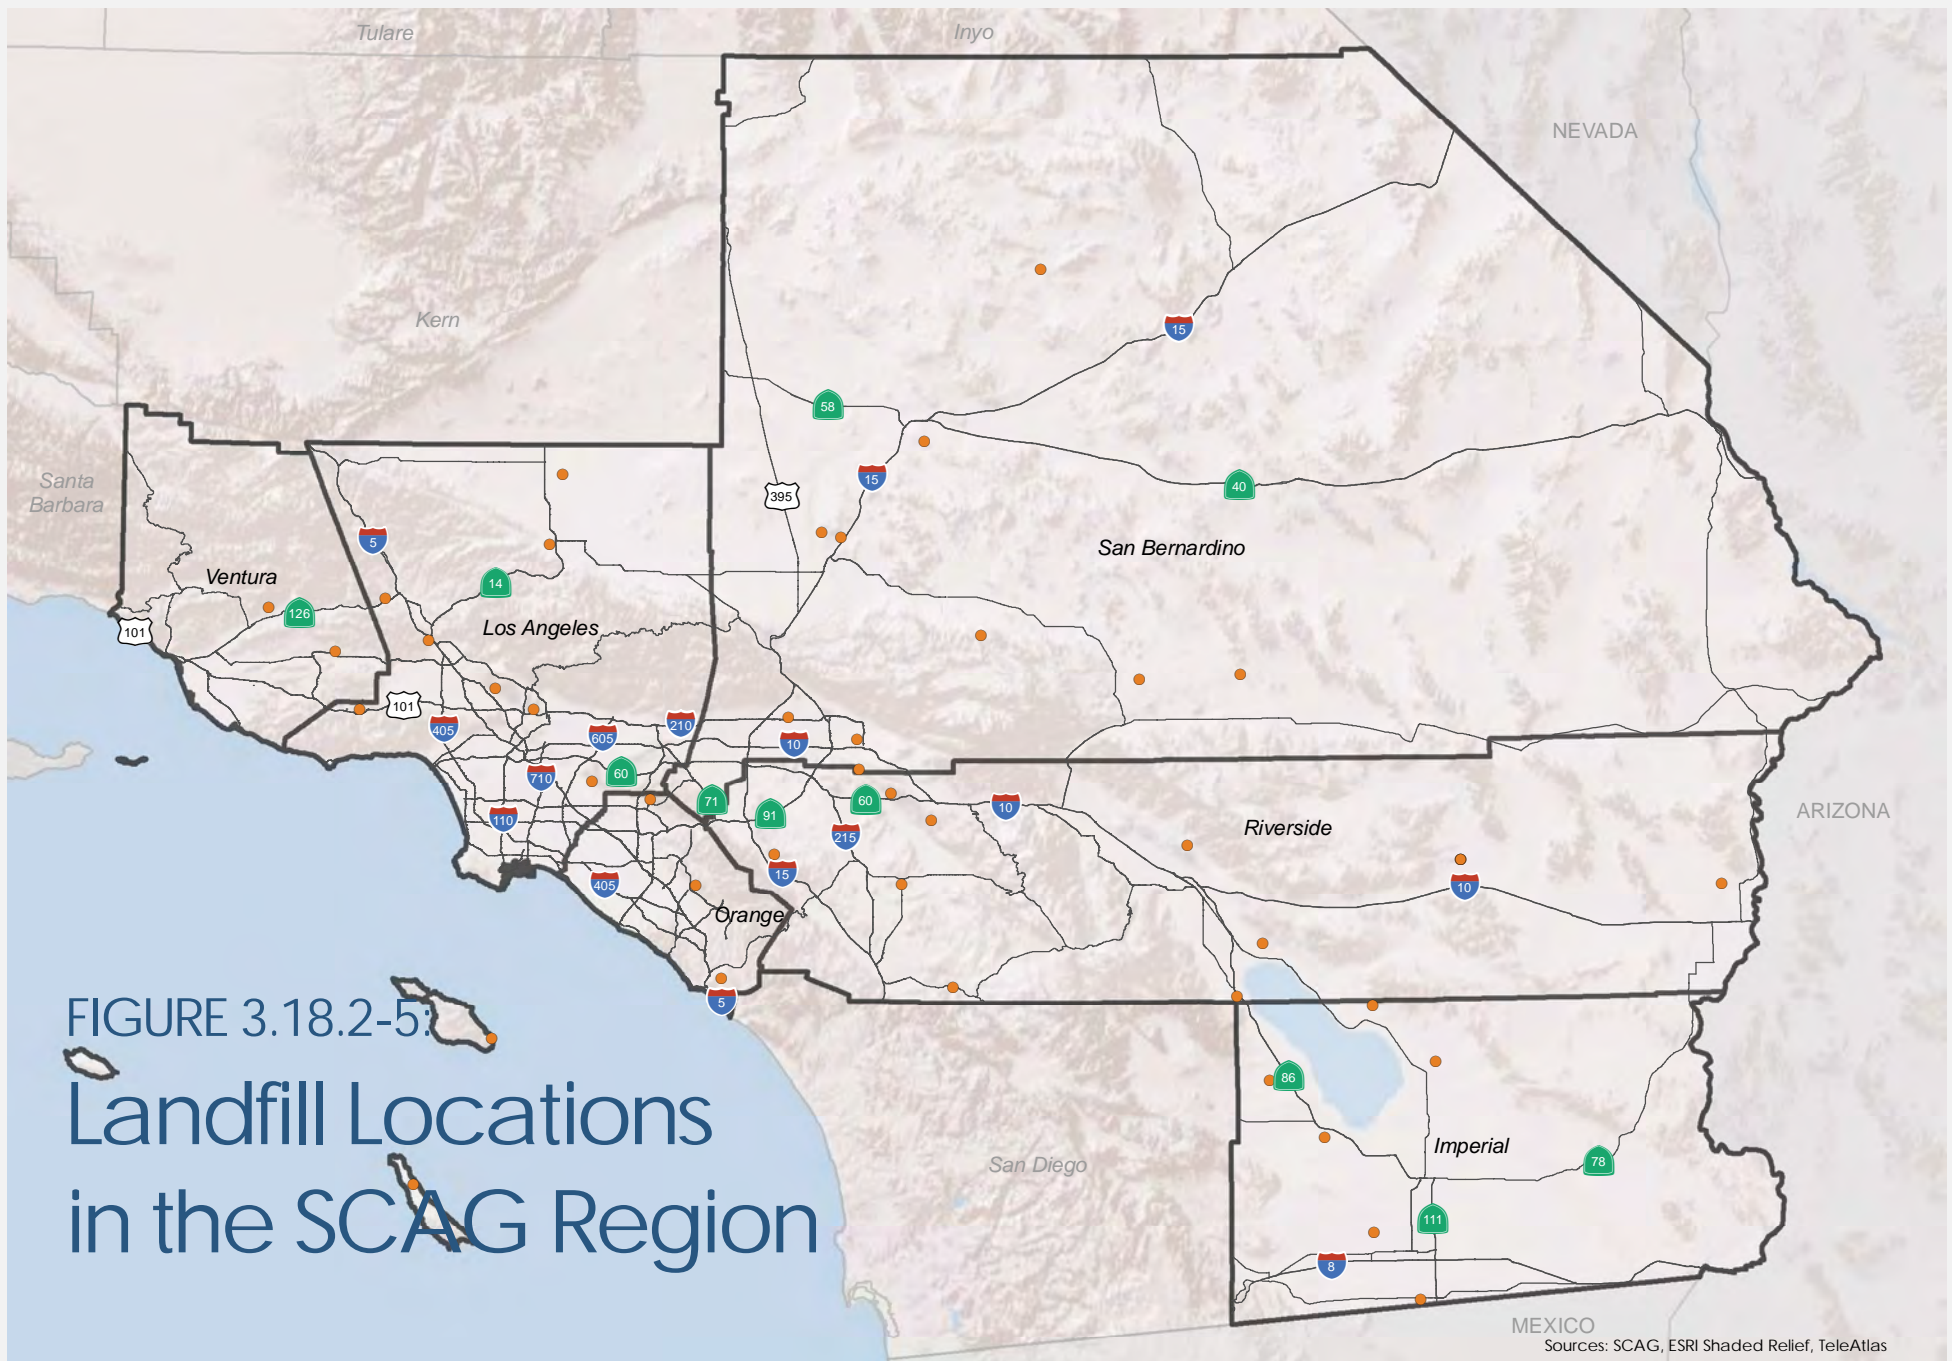 Tulare
Inyo
NEVADA
Kern
15
58
Santa
Barbara
395
15
40
5
San Bernardino
Ventura
14
126
Los Angeles
101
101
405
605
210
10
710
60
71
91
60
10
110
215
Riverside
ARIZONA
15
405
10
Orange
5
FIGURE 3.18.2-5:
86
Landfill Locations
in the SCAG Region
San Diego
Imperial
78
111
8
MEXICO
Sources: SCAG, ESRI Shaded Relief, TeleAtlas